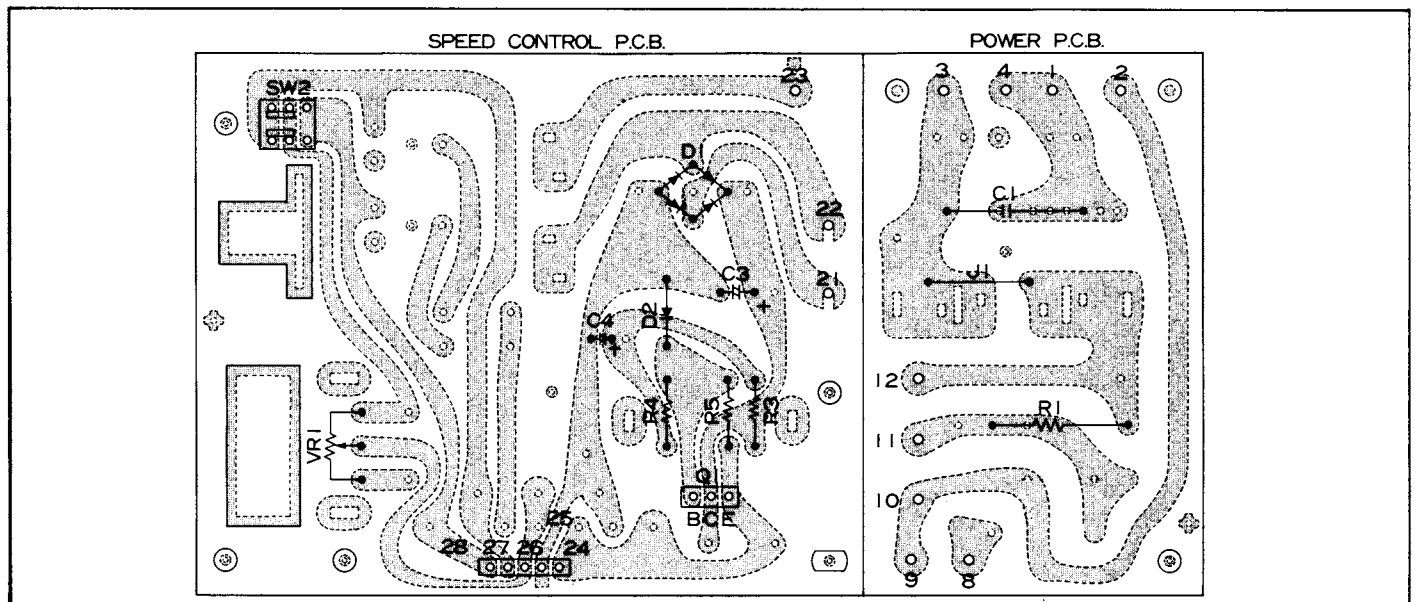 SPEED CONTROL P.C.B. POWER P.C.B.
SW2
23
3 4 1 2
D1
C1
22
J1
21
C3
+
D2
C4
+
12
R4 R5 R3
R1
11
VR1
Q1
10
B C E
25
28 27 26 24
9 8